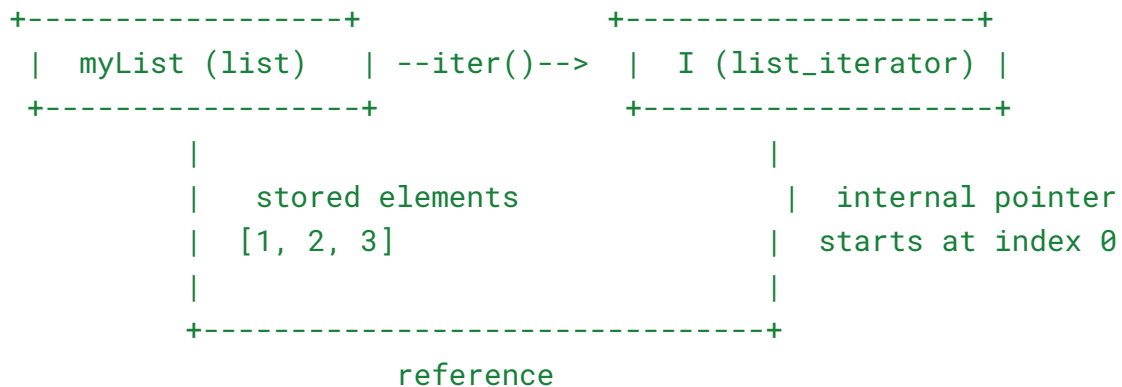 +------------------+              +--------------------+
 |  myList (list)   | --iter()-->  |  I (list_iterator) |
 +------------------+              +--------------------+
          |                                |
          |   stored elements               |  internal pointer
          |  [1, 2, 3]                     |  starts at index 0
          |                                |
          +--------------------------------+
                      reference